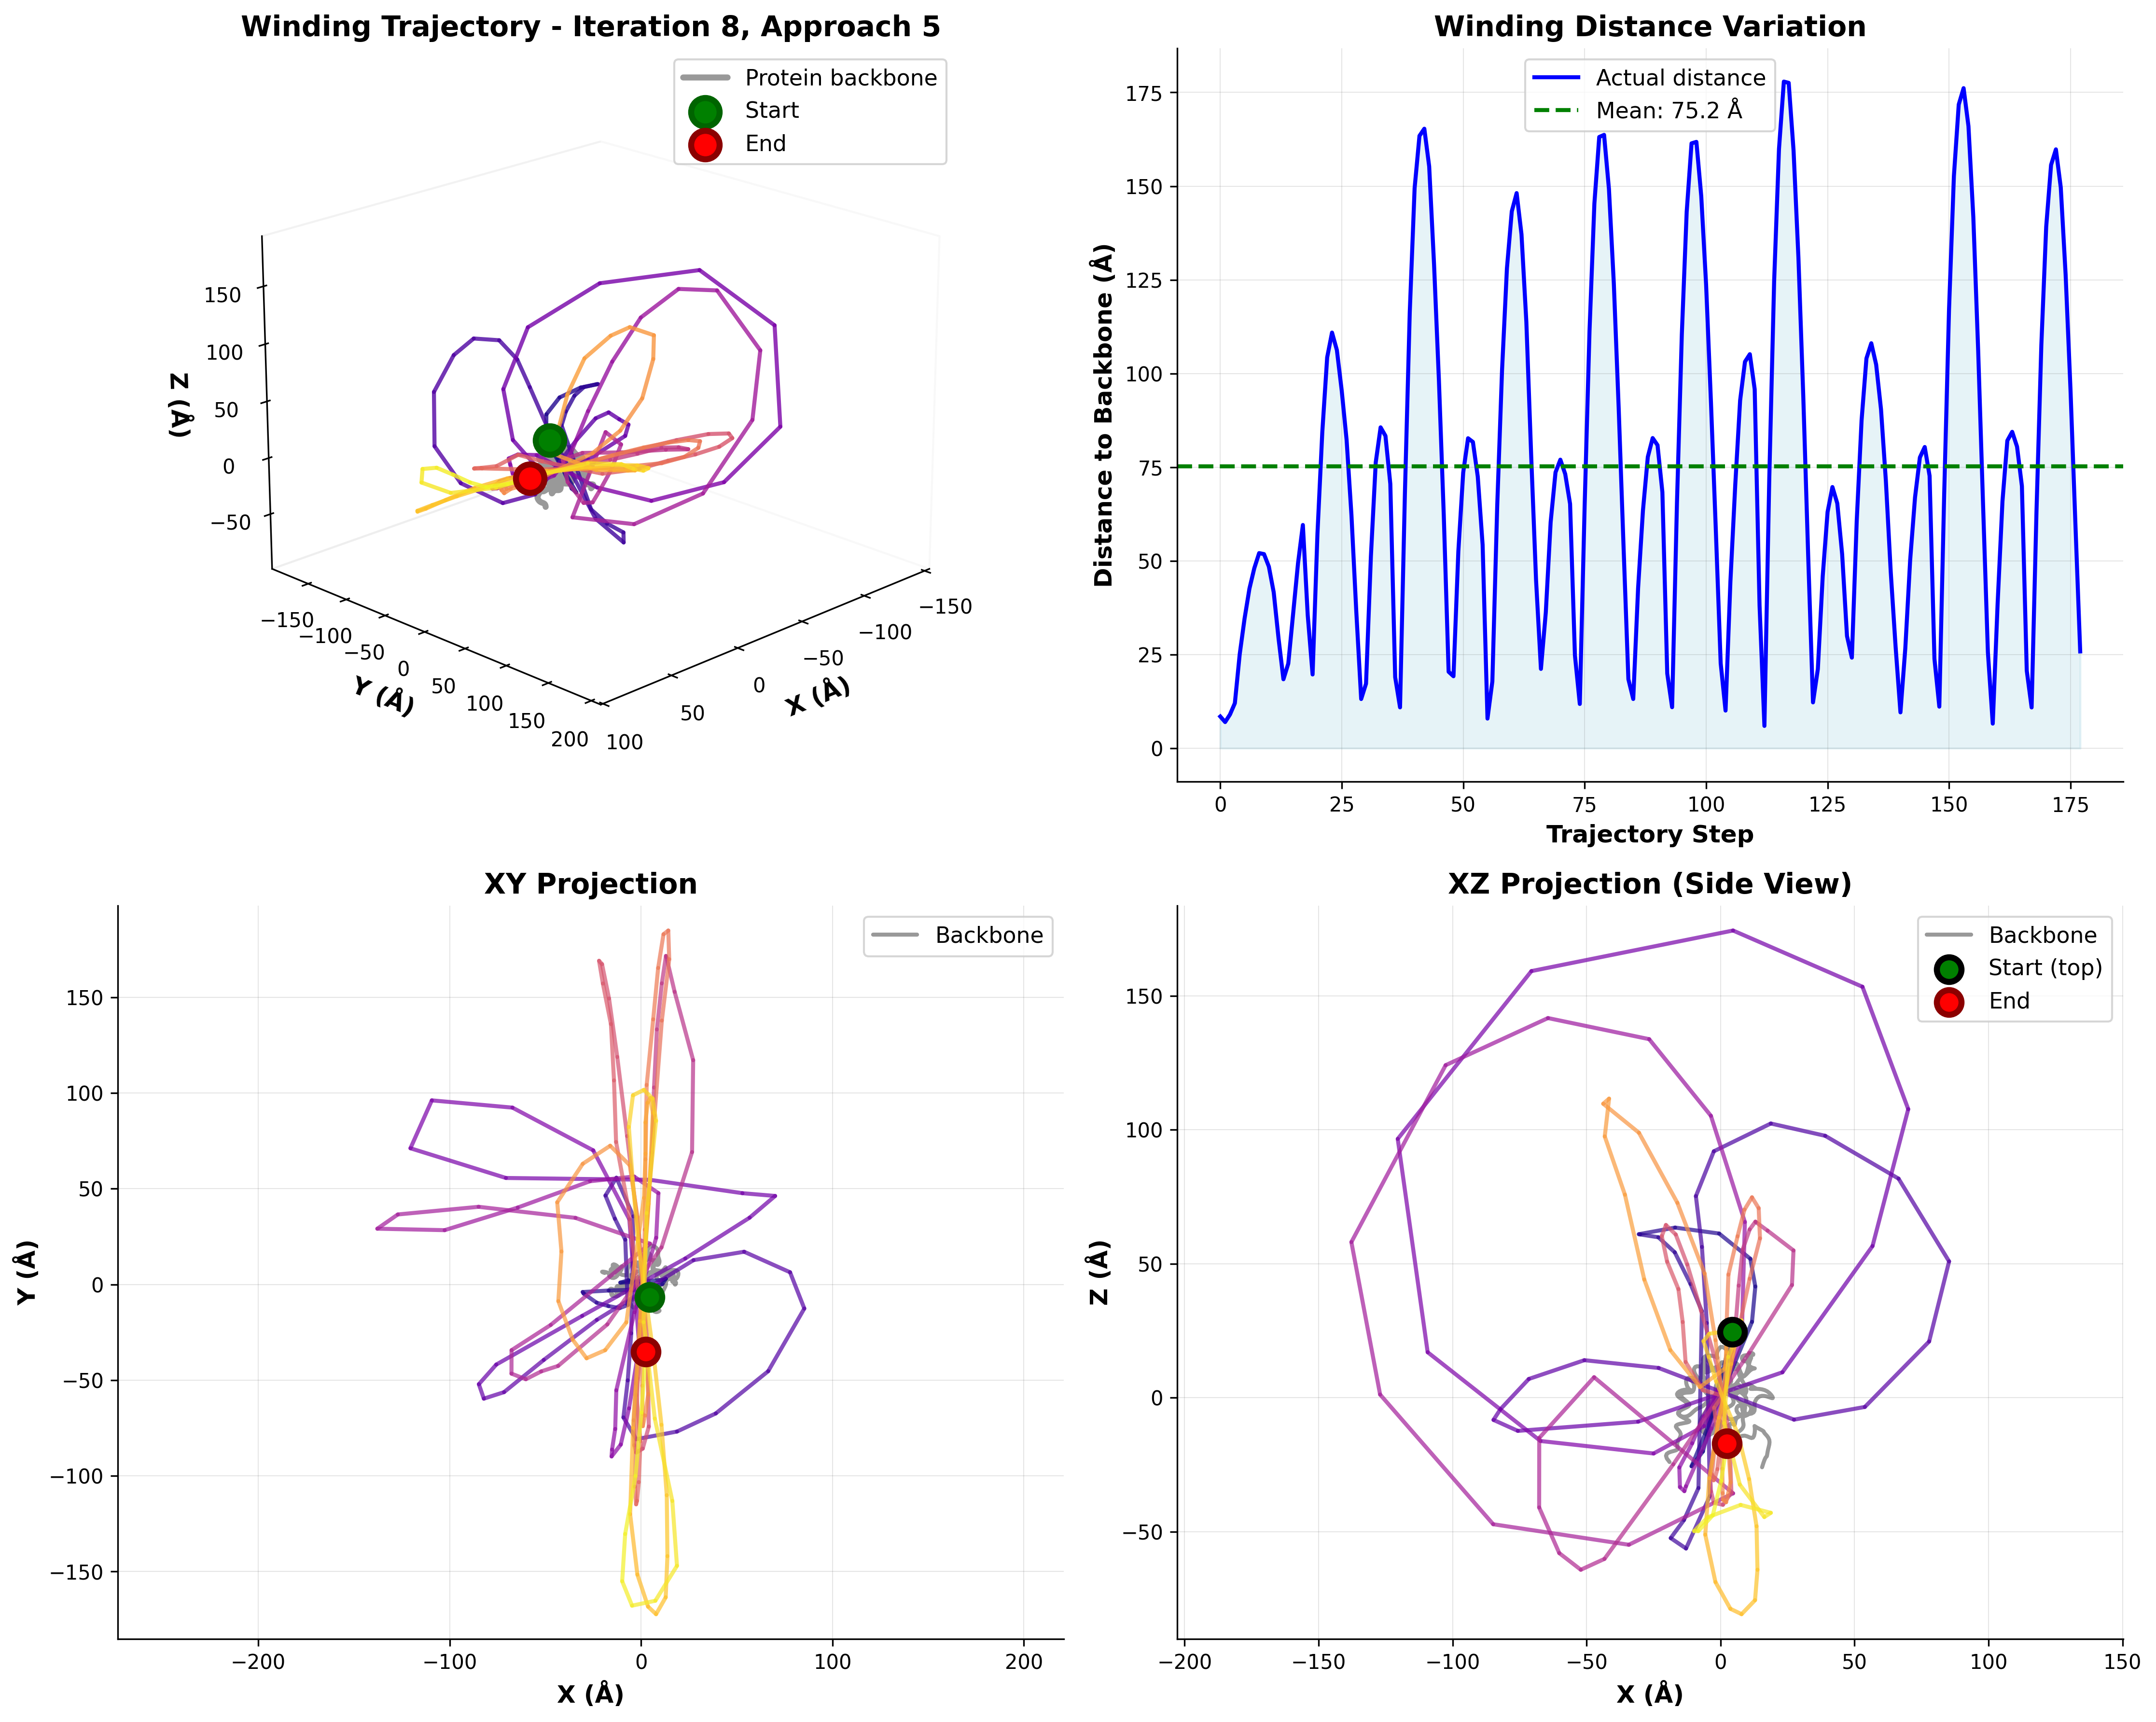 Winding Trajectory - Iteration 8, Approach 5
Protein backbone
Start
End
150
100
50
0
−50
Z (Å)
−150
−100
−50
0
50
100
150
200
Y (Å)
−150
−100
−50
0
50
100
X (Å)
Winding Distance Variation
Actual distance
Mean: 75.2 Å
175
150
125
100
75
50
25
0
Distance to Backbone (Å)
0 25 50 75 100 125 150 175
Trajectory Step
XY Projection
Backbone
150
100
50
0
−50
−100
−150
Y (Å)
−200 −100 0 100 200
X (Å)
XZ Projection (Side View)
Backbone
Start (top)
End
150
100
50
0
−50
Z (Å)
−200 −150 −100 −50 0 50 100 150
X (Å)